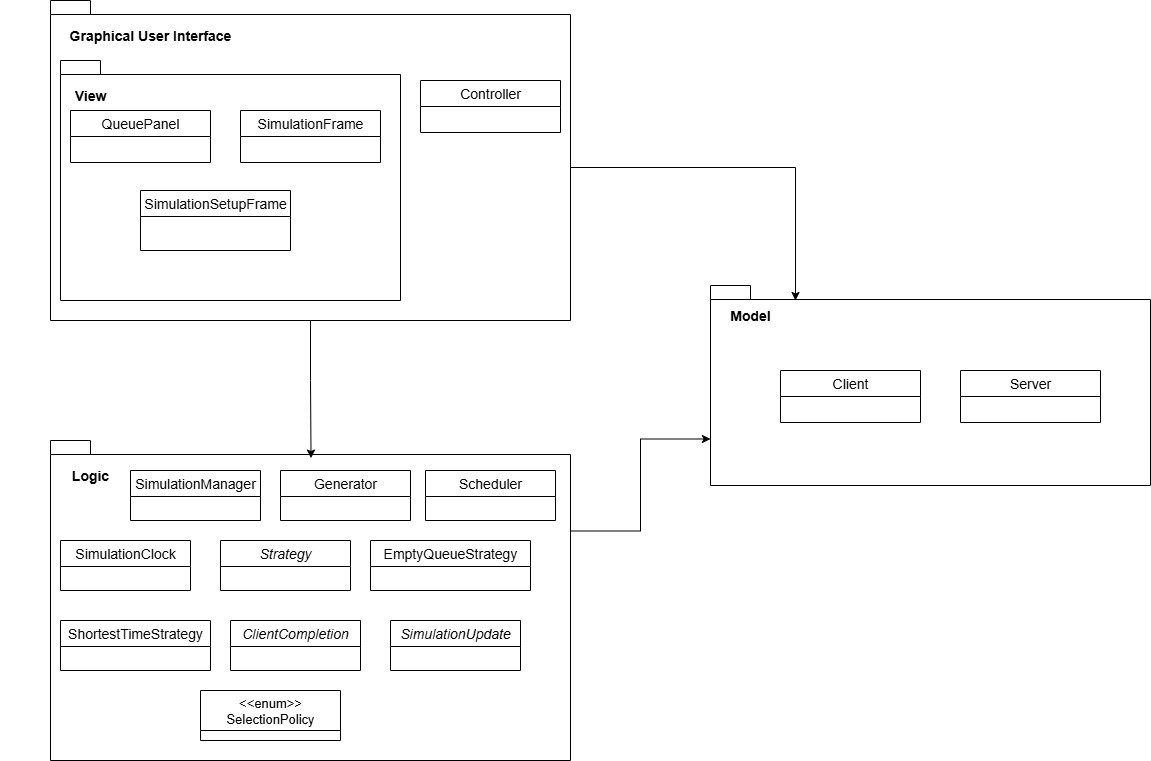 Graphical User Interface
View
QueuePanel
SimulationFrame
Controller
SimulationSetupFrame
Model
Client
Server
Logic
SimulationManager
Generator
Scheduler
SimulationClock
Strategy
EmptyQueueStrategy
ShortestTimeStrategy
ClientCompletion
SimulationUpdate
<<enum>>
SelectionPolicy